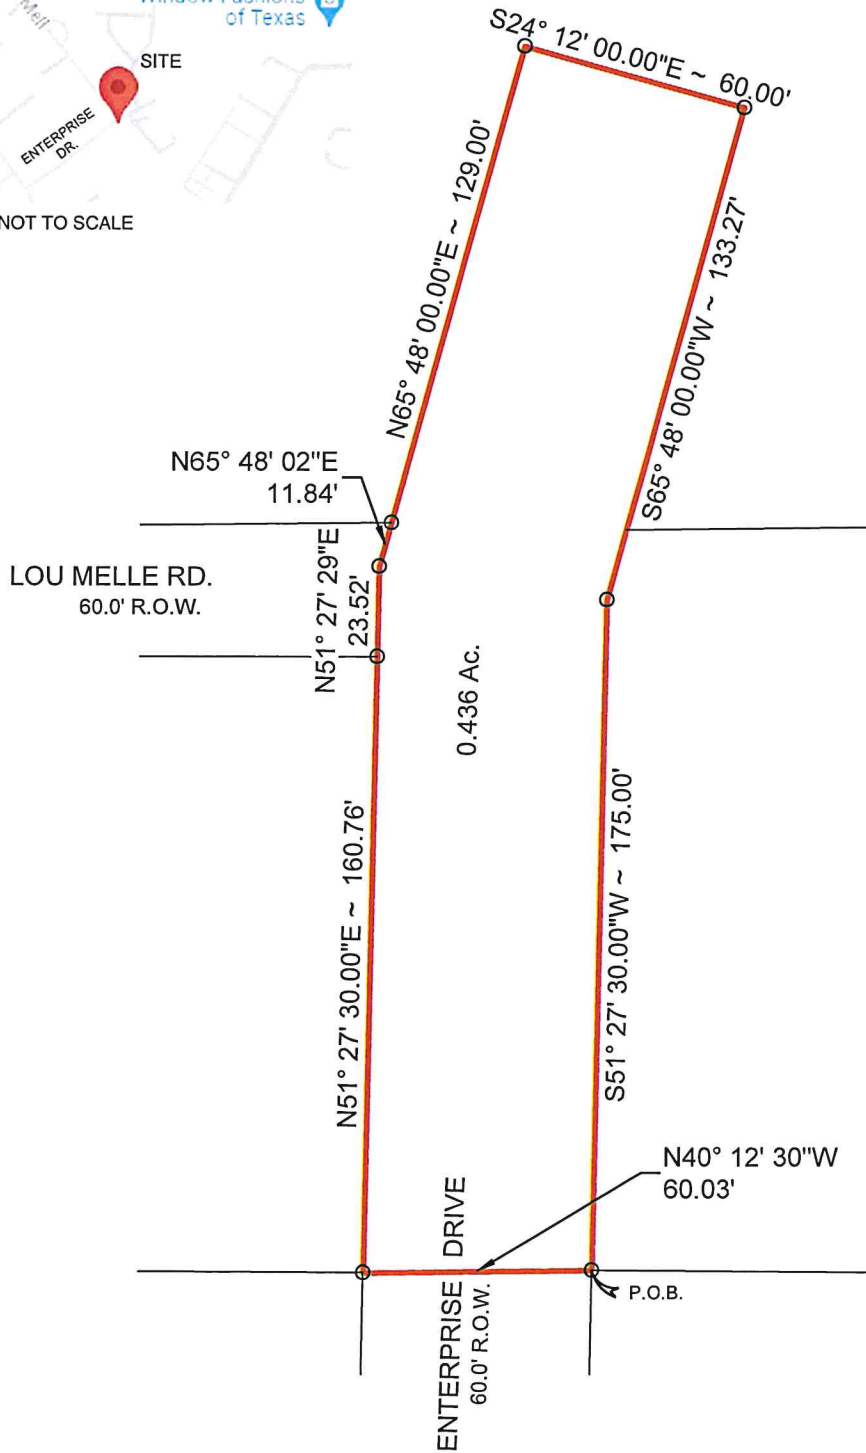 Mell
Window Fashions
of Texas
SITE
ENTERPRISE
DR.
NOT TO SCALE
S24° 12' 00.00"E ~ 60.00'
N65° 48' 00.00"E ~ 129.00'
S65° 48' 00.00"W ~ 133.27'
N65° 48' 02"E
11.84'
LOU MELLE RD.
60.0' R.O.W.
N51° 27' 29"E
23.52'
0.436 Ac.
N51° 27' 30.00"E ~ 160.76'
S51° 27' 30.00"W ~ 175.00'
N40° 12' 30"W
60.03'
ENTERPRISE DRIVE
60.0' R.O.W.
P.O.B.